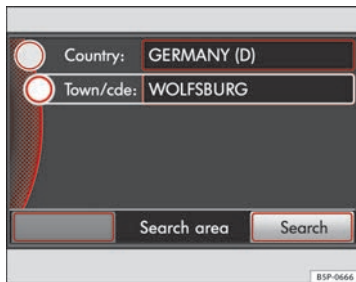 Country: GERMANY (D)
Town/cde: WOLFSBURG
Search area Search
B5P-0666